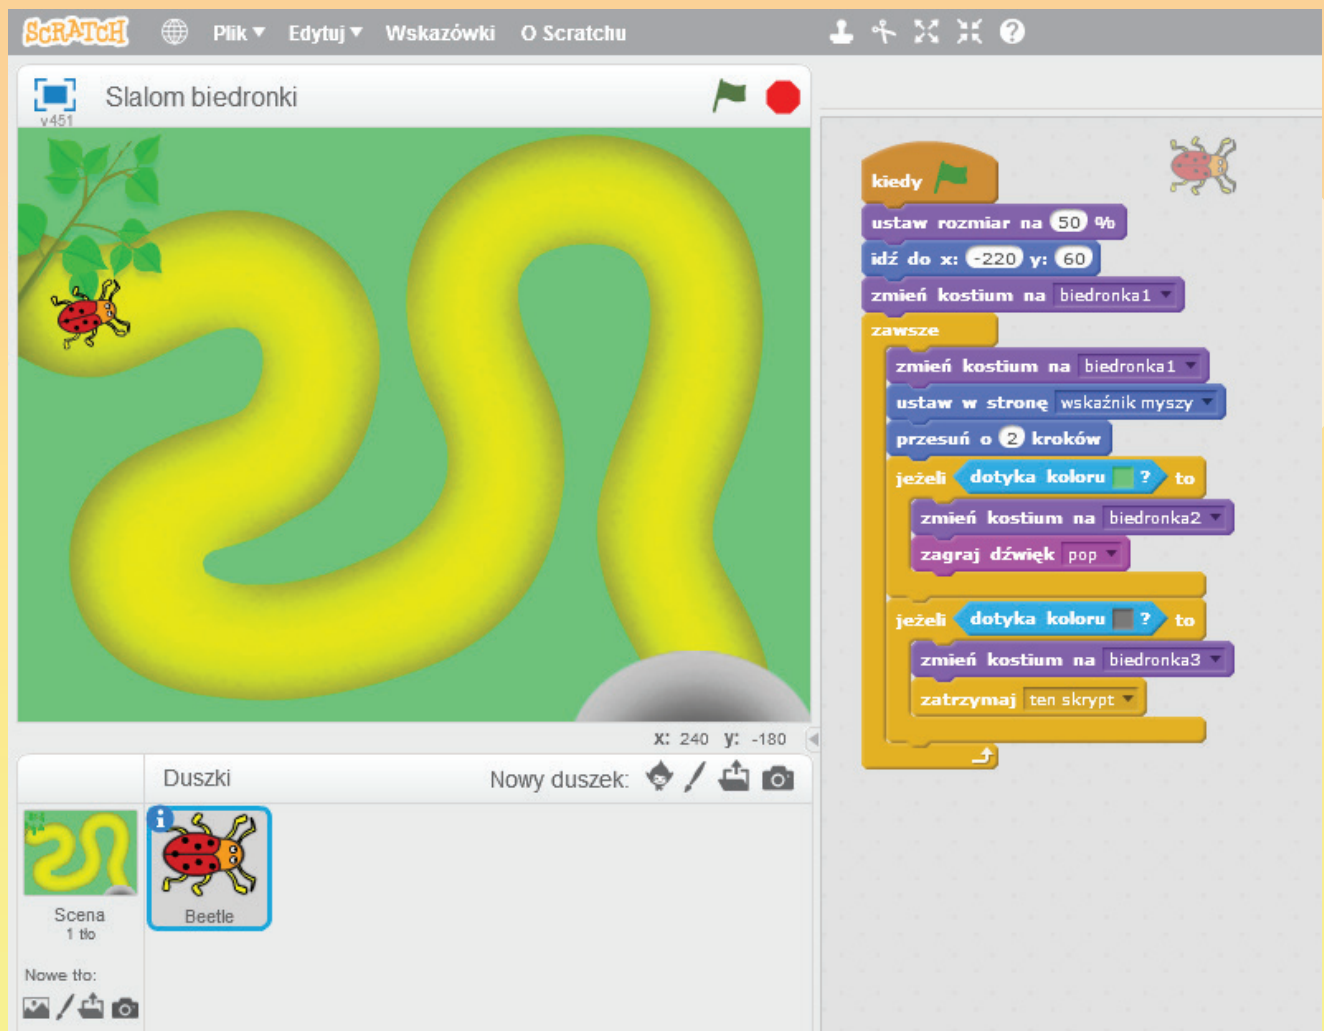 SCRATCH Plik Edytuj Wskazówki O Scratchu
Slalom biedronki
v451
x: 240 y: -180
Duszki
Nowy duszek:
Scena
1 tło
Nowe tło:
Beetle
kiedy
ustaw rozmiar na 50 %
idź do x: -220 y: 60
zmień kostium na biedronka1
zawsze
zmień kostium na biedronka1
ustaw w stronę wskaźnik myszy
przesuń o 2 kroków
jeżeli dotyka koloru ? to
zmień kostium na biedronka2
zagraj dźwięk pop
jeżeli dotyka koloru ? to
zmień kostium na biedronka3
zatrzymaj ten skrypt